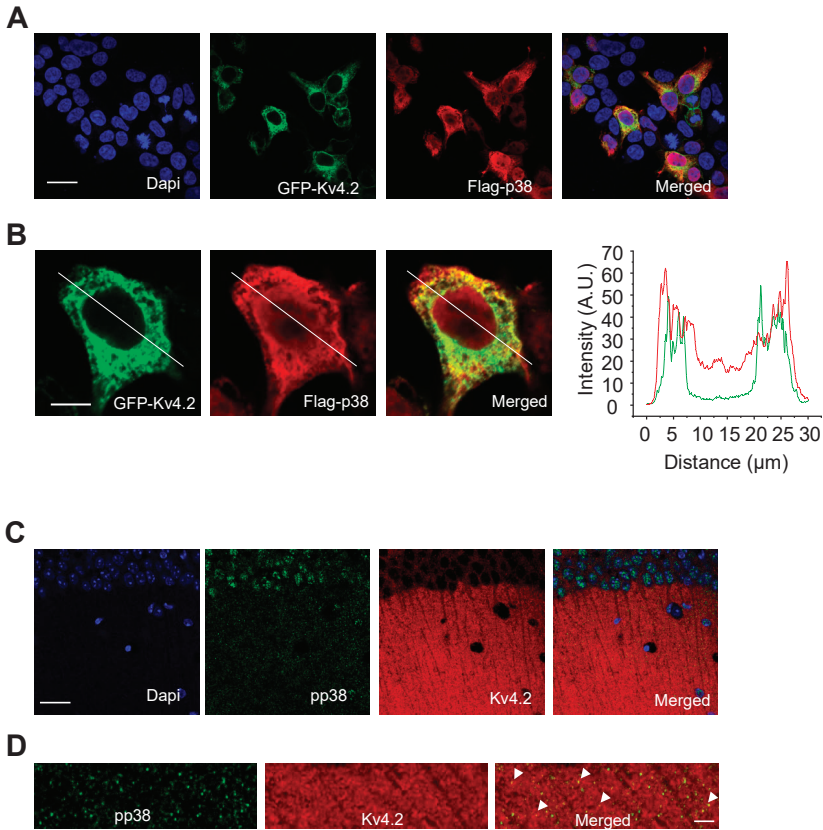 A
Dapi
GFP-Kv4.2
Flag-p38
Merged
B
GFP-Kv4.2
Flag-p38
Merged
Intensity (A.U.)
70
60
50
40
30
20
10
0
0 5 10 15 20 25 30
Distance (µm)
C
Dapi
pp38
Kv4.2
Merged
D
pp38
Kv4.2
Merged